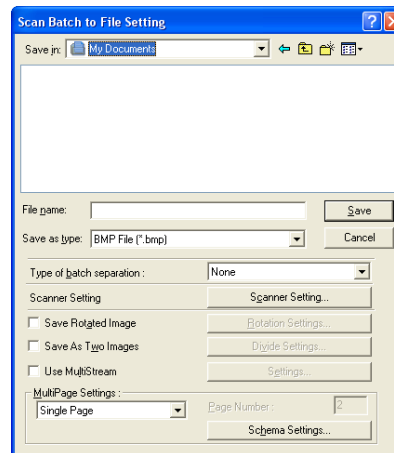 Scan Batch to File Setting
Save in: My Documents
File name: Save
Save as type: BMP File (*.bmp) Cancel
Type of batch separation : None
Scanner Setting Scanner Setting...
Save Rotated Image Rotation Settings...
Save As Two Images Divide Settings...
Use MultiStream Settings...
MultiPage Settings :
Single Page Page Number : 2
Schema Settings...